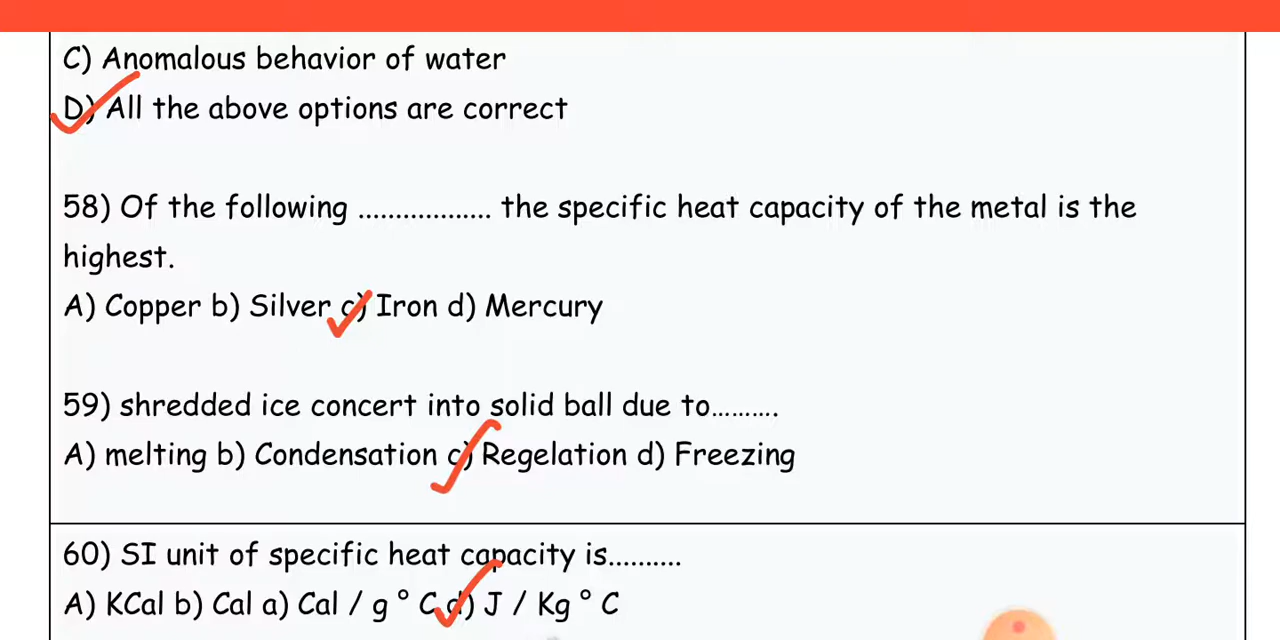 C) Anomalous behavior of water
D) All the above options are correct
58) Of the following .................. the specific heat capacity of the metal is the
highest.
A) Copper b) Silver c) Iron d) Mercury
59) shredded ice concert into solid ball due to..........
A) melting b) Condensation c) Regelation d) Freezing
60) SI unit of specific heat capacity is..........
A) KCal b) Cal a) Cal / g ° C d) J / Kg ° C